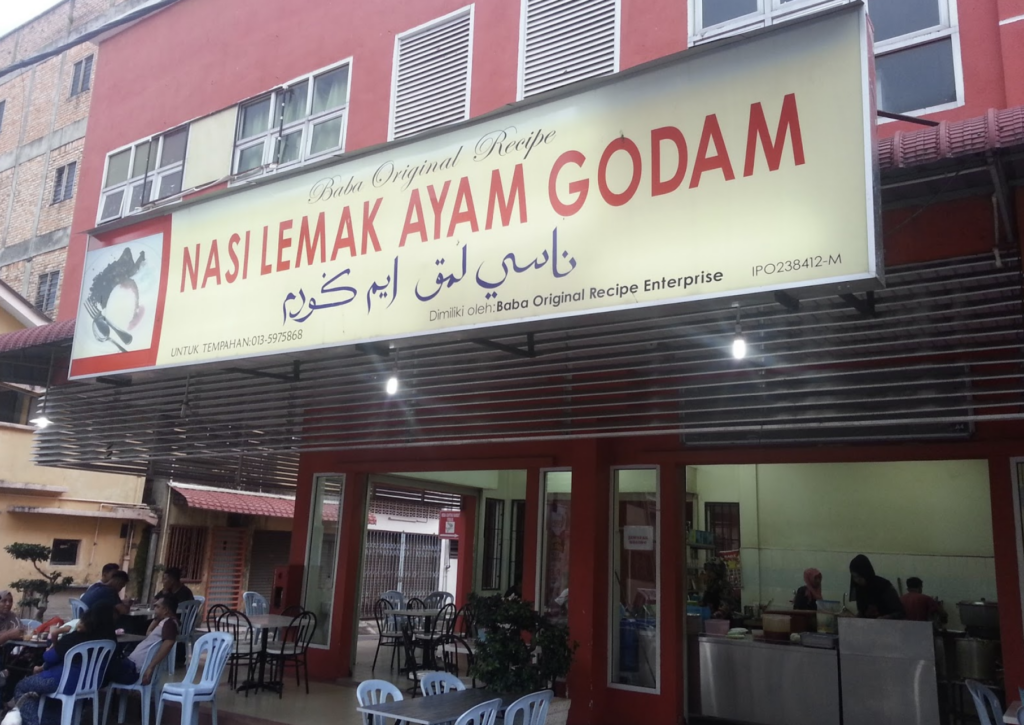 Baba Original Recipe
NASI LEMAK AYAM GODAM
ناسي لمق ايم ݢودم
Dimiliki oleh:Baba Original Recipe Enterprise
IPO238412-M
UNTUK TEMPAHAN:013-5975868